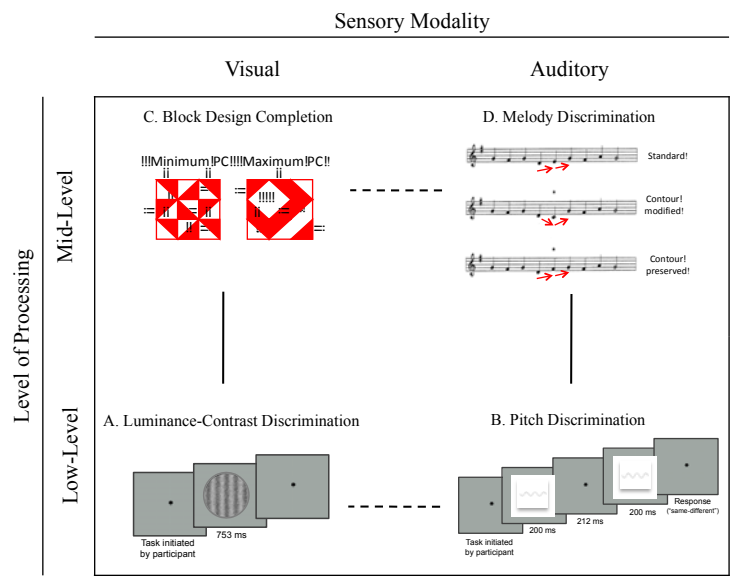 Sensory Modality
Visual
Auditory
Level of Processing
Mid-Level
Low-Level
C. Block Design Completion
!!!Minimum!PC!!!!Maximum!PC!!
¡¡ ¡¡ ¡¡
!!
:= != !!!!! :=
:= !! !! != !!
!! != :. =:
D. Melody Discrimination
Standard!
Contour!
modified!
Contour!
preserved!
A. Luminance-Contrast Discrimination
Task initiated
by participant
753 ms
B. Pitch Discrimination
Task initiated
by participant
200 ms
212 ms
200 ms
Response
("same-different")